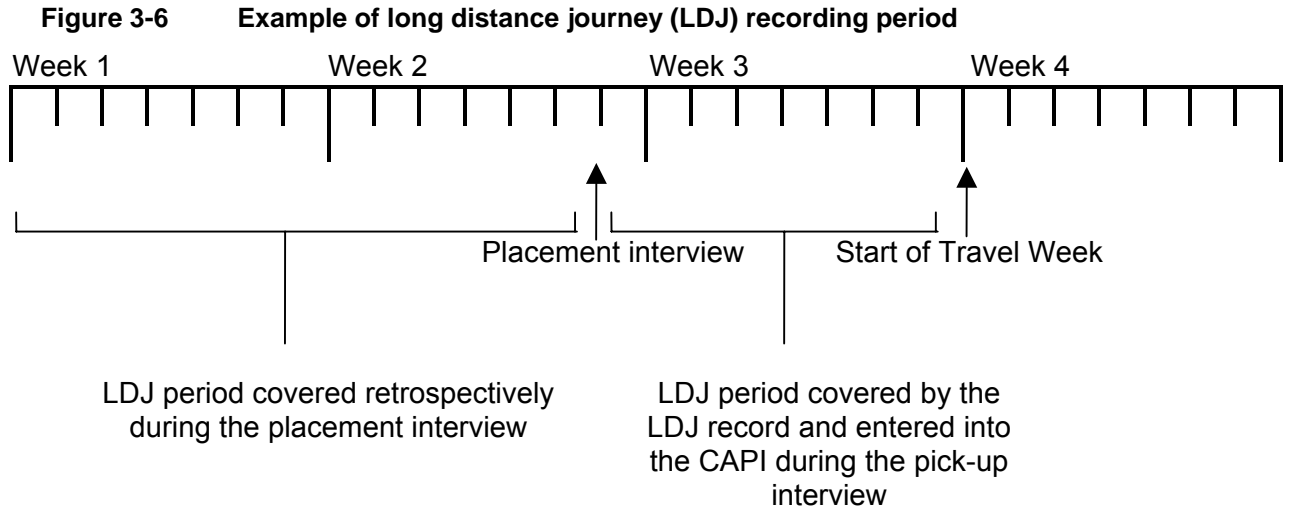 Figure 3-6 Example of long distance journey (LDJ) recording period
Week 1 Week 2 Week 3 Week 4
Placement interview Start of Travel Week
LDJ period covered retrospectively
during the placement interview
LDJ period covered by the
LDJ record and entered into
the CAPI during the pick-up
interview